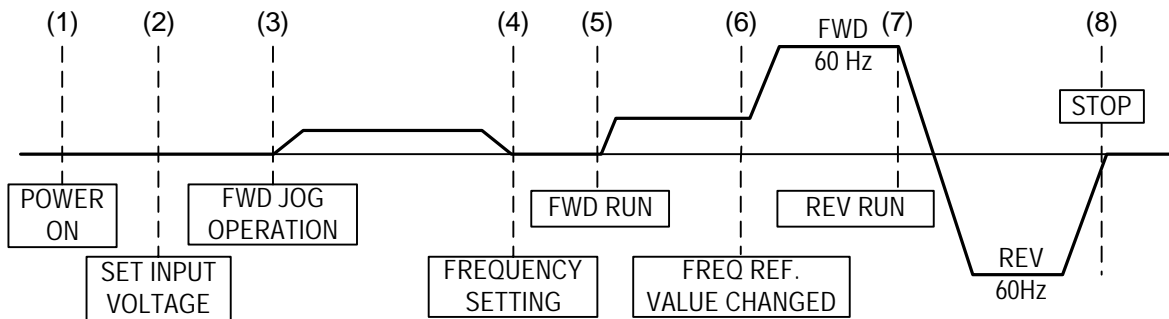 (1)
(2)
(3)
(4)
(5)
(6)
FWD
60 Hz
(7)
(8)
STOP
POWER
ON
FWD JOG
OPERATION
FWD RUN
REV RUN
SET INPUT
VOLTAGE
FREQUENCY
SETTING
FREQ REF.
VALUE CHANGED
REV
60Hz